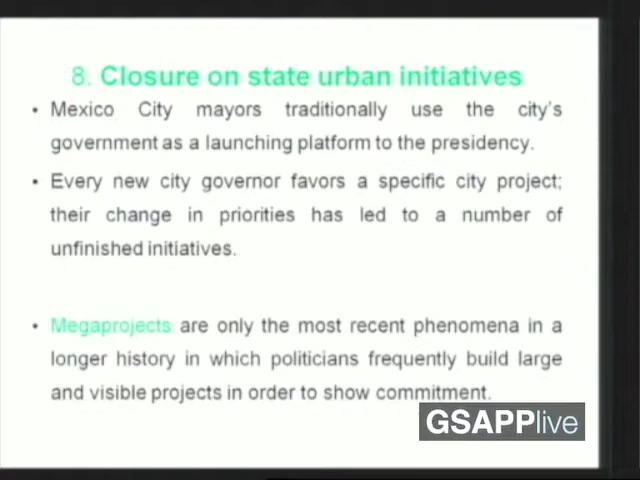 8. Closure on state urban initiatives
• Mexico City mayors traditionally use the city's
government as a launching platform to the presidency.
• Every new city governor favors a specific city project;
their change in priorities has led to a number of
unfinished initiatives.
• Megaprojects are only the most recent phenomena in a
longer history in which politicians frequently build large
and visible projects in order to show commitment.
GSAPPlive